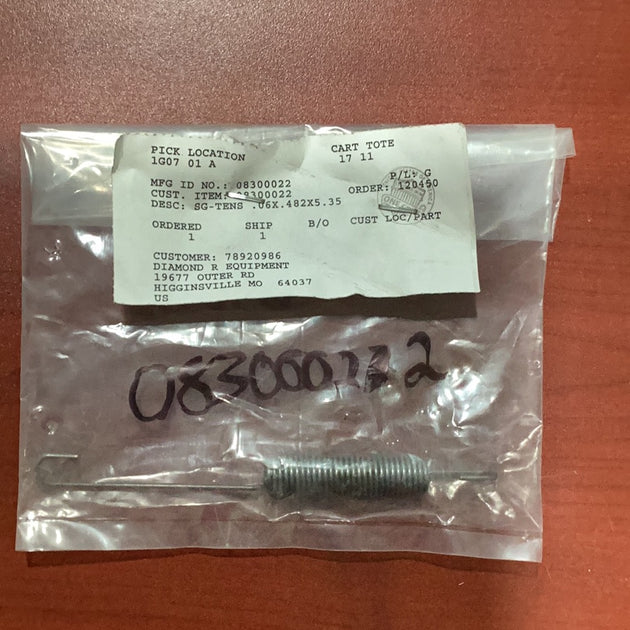 PICK LOCATION
1G07 01 A
CART TOTE
17 11
P/L: G
MFG ID NO.: 08300022
ORDER: 120450
CUST. ITEM: 08300022
DESC: SG-TENS .06X.482X5.35
ORDERED SHIP B/O CUST LOC/PART
1 1
CUSTOMER: 78920986
DIAMOND R EQUIPMENT
19677 OUTER RD
HIGGINSVILLE MO 64037
US